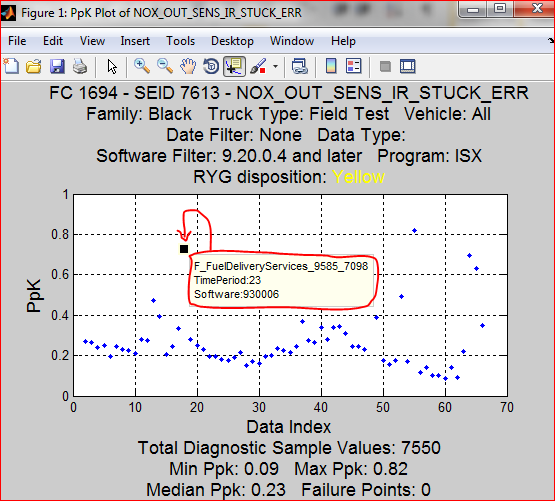 Figure 1: PpK Plot of NOX_OUT_SENS_IR_STUCK_ERR
File Edit View Insert Tools Desktop Window Help
FC 1694 - SEID 7613 - NOX_OUT_SENS_IR_STUCK_ERR
Family: Black Truck Type: Field Test Vehicle: All
Date Filter: None Data Type:
Software Filter: 9.20.0.4 and later Program: ISX
RYG disposition: Yellow
1
0.8
0.6
0.4
0.2
0
PpK
F_FuelDeliveryServices_9585_7098
TimePeriod:23
Software:930006
0 10 20 30 40 50 60 70
Data Index
Total Diagnostic Sample Values: 7550
Min Ppk: 0.09 Max Ppk: 0.82
Median Ppk: 0.23 Failure Points: 0